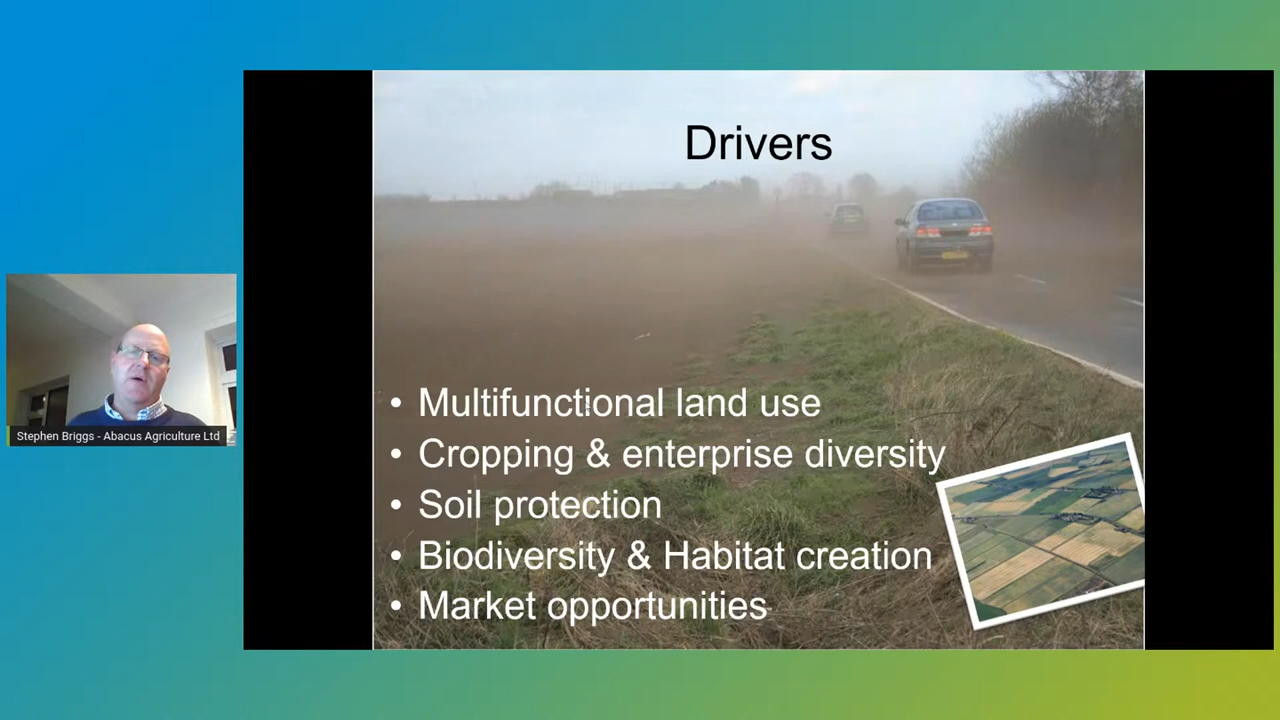 Drivers
• Multifunctional land use
• Cropping & enterprise diversity
• Soil protection
• Biodiversity & Habitat creation
• Market opportunities
Stephen Briggs - Abacus Agriculture Ltd